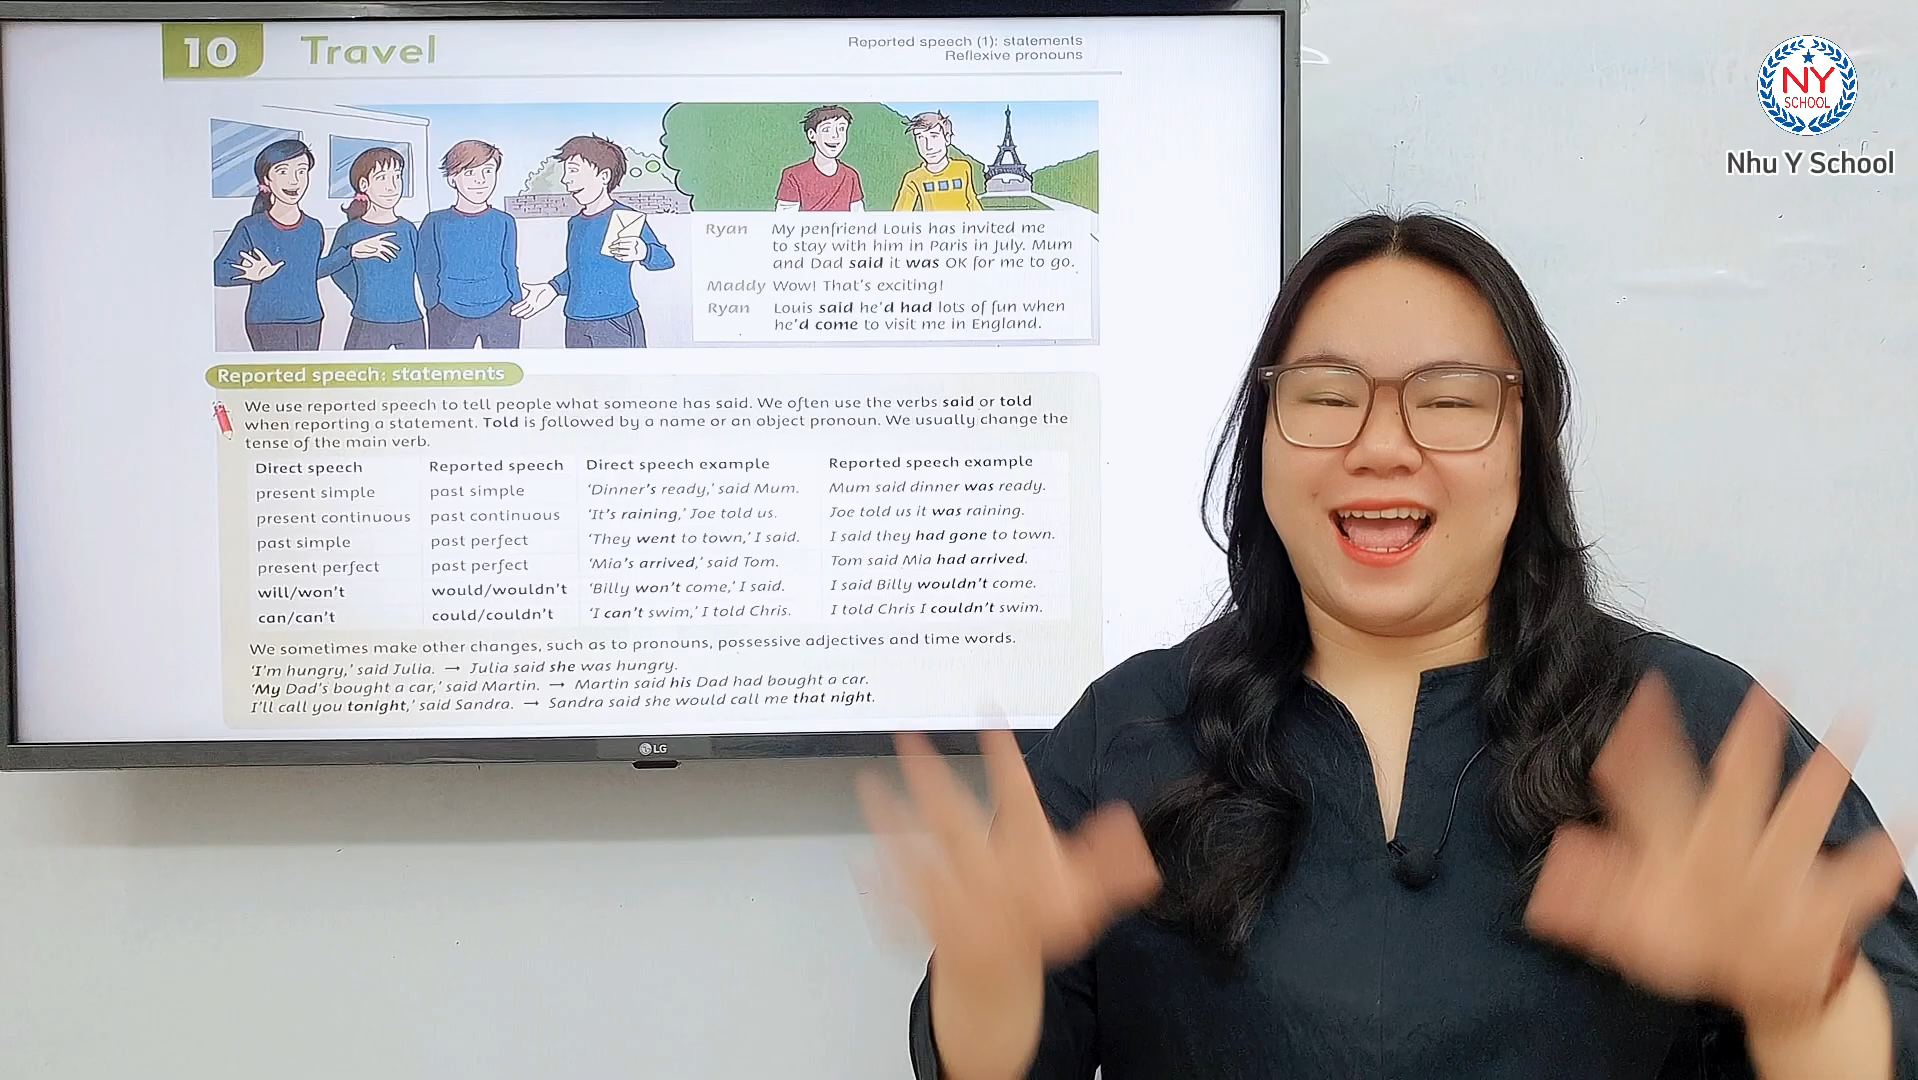 10 Travel
Reported speech (1): statements
Reflexive pronouns
Ryan My penfriend Louis has invited me
to stay with him in Paris in July. Mum
and Dad said it was OK for me to go.
Maddy Wow! That's exciting!
Ryan Louis said he'd had lots of fun when
he'd come to visit me in England.
Reported speech: statements
We use reported speech to tell people what someone has said. We often use the verbs said or told
when reporting a statement. Told is followed by a name or an object pronoun. We usually change the
tense of the main verb.
Direct speech Reported speech Direct speech example Reported speech example
present simple past simple 'Dinner's ready,' said Mum. Mum said dinner was ready.
present continuous past continuous 'It's raining,' Joe told us. Joe told us it was raining.
past simple past perfect 'They went to town,' I said. I said they had gone to town.
present perfect past perfect 'Mia's arrived,' said Tom. Tom said Mia had arrived.
will/won't would/wouldn't 'Billy won't come,' I said. I said Billy wouldn't come.
can/can't could/couldn't 'I can't swim,' I told Chris. I told Chris I couldn't swim.
We sometimes make other changes, such as to pronouns, possessive adjectives and time words.
'I'm hungry,' said Julia. → Julia said she was hungry.
'My Dad's bought a car,' said Martin. → Martin said his Dad had bought a car.
I'll call you tonight,' said Sandra. → Sandra said she would call me that night.
LG
NY
SCHOOL
Nhu Y School